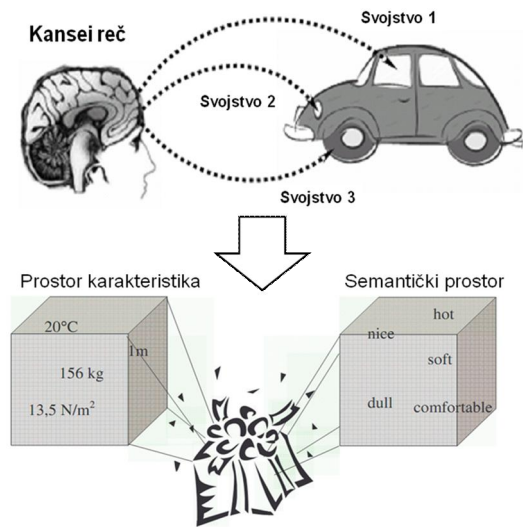 Svojstvo 1
Kansei reč
Svojstvo 2
Svojstvo 3
Prostor karakteristika
Semantički prostor
20°C
1m
156 kg
13,5 N/m²
hot
nice
soft
dull
comfortable